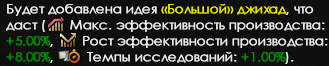 Будет добавлена идея «Большой» джихад, что
даст ( Макс. эффективность производства:
+5.00%, Рост эффективности производства:
+8.00%, Темпы исследований: +1.00%).